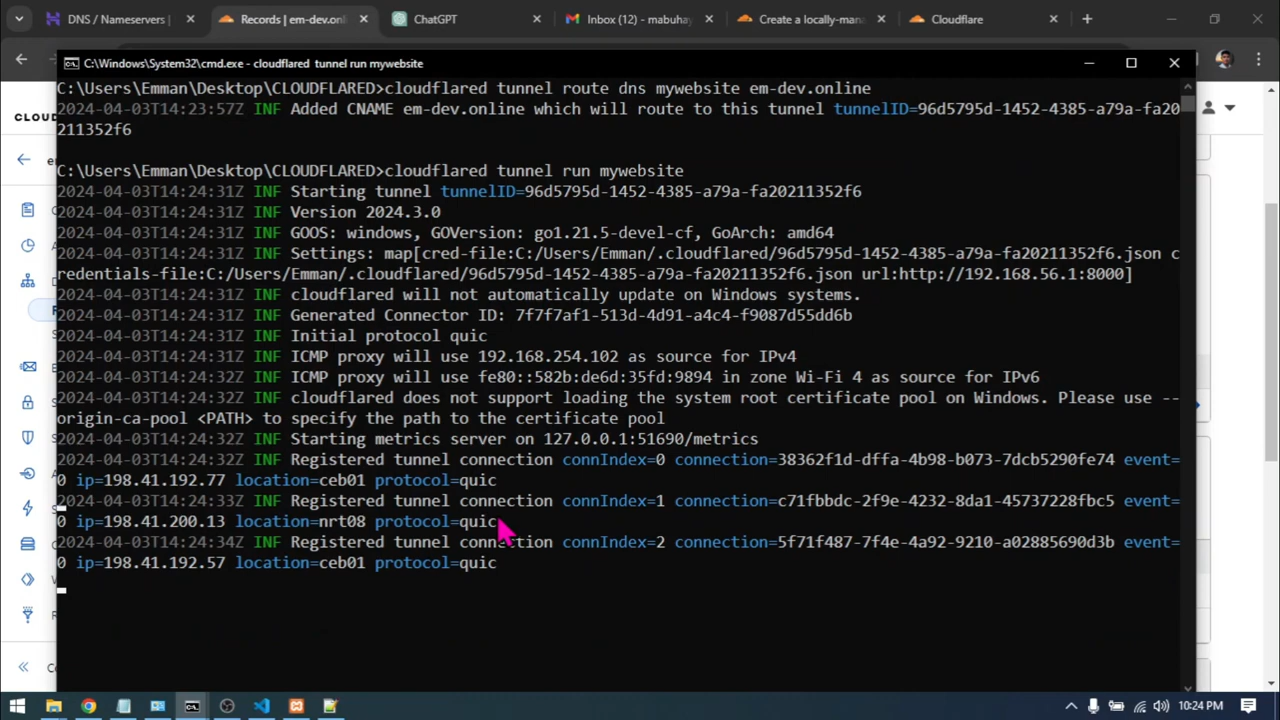 DNS / Nameservers |
Records | em-dev.onli
ChatGPT
Inbox (12) - mabuhay
Create a locally-mana
Cloudflare
C:\Windows\System32\cmd.exe - cloudflared tunnel run mywebsite
C:\Users\Emman\Desktop\CLOUDFLARED>cloudflared tunnel route dns mywebsite em-dev.online
2024-04-03T14:23:57Z INF Added CNAME em-dev.online which will route to this tunnel tunnelID=96d5795d-1452-4385-a79a-fa20
211352f6
C:\Users\Emman\Desktop\CLOUDFLARED>cloudflared tunnel run mywebsite
2024-04-03T14:24:31Z INF Starting tunnel tunnelID=96d5795d-1452-4385-a79a-fa20211352f6
2024-04-03T14:24:31Z INF Version 2024.3.0
2024-04-03T14:24:31Z INF GOOS: windows, GOVersion: go1.21.5-devel-cf, GoArch: amd64
2024-04-03T14:24:31Z INF Settings: map[cred-file:C:/Users/Emman/.cloudflared/96d5795d-1452-4385-a79a-fa20211352f6.json c
redentials-file:C:/Users/Emman/.cloudflared/96d5795d-1452-4385-a79a-fa20211352f6.json url:http://192.168.56.1:8000]
2024-04-03T14:24:31Z INF cloudflared will not automatically update on Windows systems.
2024-04-03T14:24:31Z INF Generated Connector ID: 7f7f7af1-513d-4d91-a4c4-f9087d55dd6b
2024-04-03T14:24:31Z INF Initial protocol quic
2024-04-03T14:24:31Z INF ICMP proxy will use 192.168.254.102 as source for IPv4
2024-04-03T14:24:32Z INF ICMP proxy will use fe80::582b:de6d:35fd:9894 in zone Wi-Fi 4 as source for IPv6
2024-04-03T14:24:32Z INF cloudflared does not support loading the system root certificate pool on Windows. Please use --
origin-ca-pool <PATH> to specify the path to the certificate pool
2024-04-03T14:24:32Z INF Starting metrics server on 127.0.0.1:51690/metrics
2024-04-03T14:24:32Z INF Registered tunnel connection connIndex=0 connection=38362f1d-dffa-4b98-b073-7dcb5290fe74 event=
0 ip=198.41.192.77 location=ceb01 protocol=quic
2024-04-03T14:24:33Z INF Registered tunnel connection connIndex=1 connection=c71fbbdc-2f9e-4232-8da1-45737228fbc5 event=
0 ip=198.41.200.13 location=nrt08 protocol=quic
2024-04-03T14:24:34Z INF Registered tunnel connection connIndex=2 connection=5f71f487-7f4e-4a92-9210-a02885690d3b event=
0 ip=198.41.192.57 location=ceb01 protocol=quic
CLOUD
10:24 PM